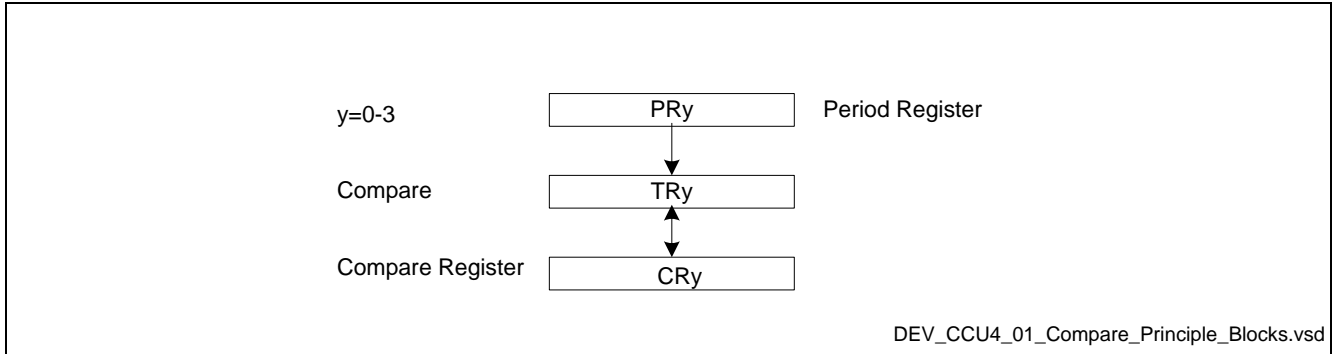 y=0-3 PRy Period Register
Compare TRy
Compare Register CRy
DEV_CCU4_01_Compare_Principle_Blocks.vsd